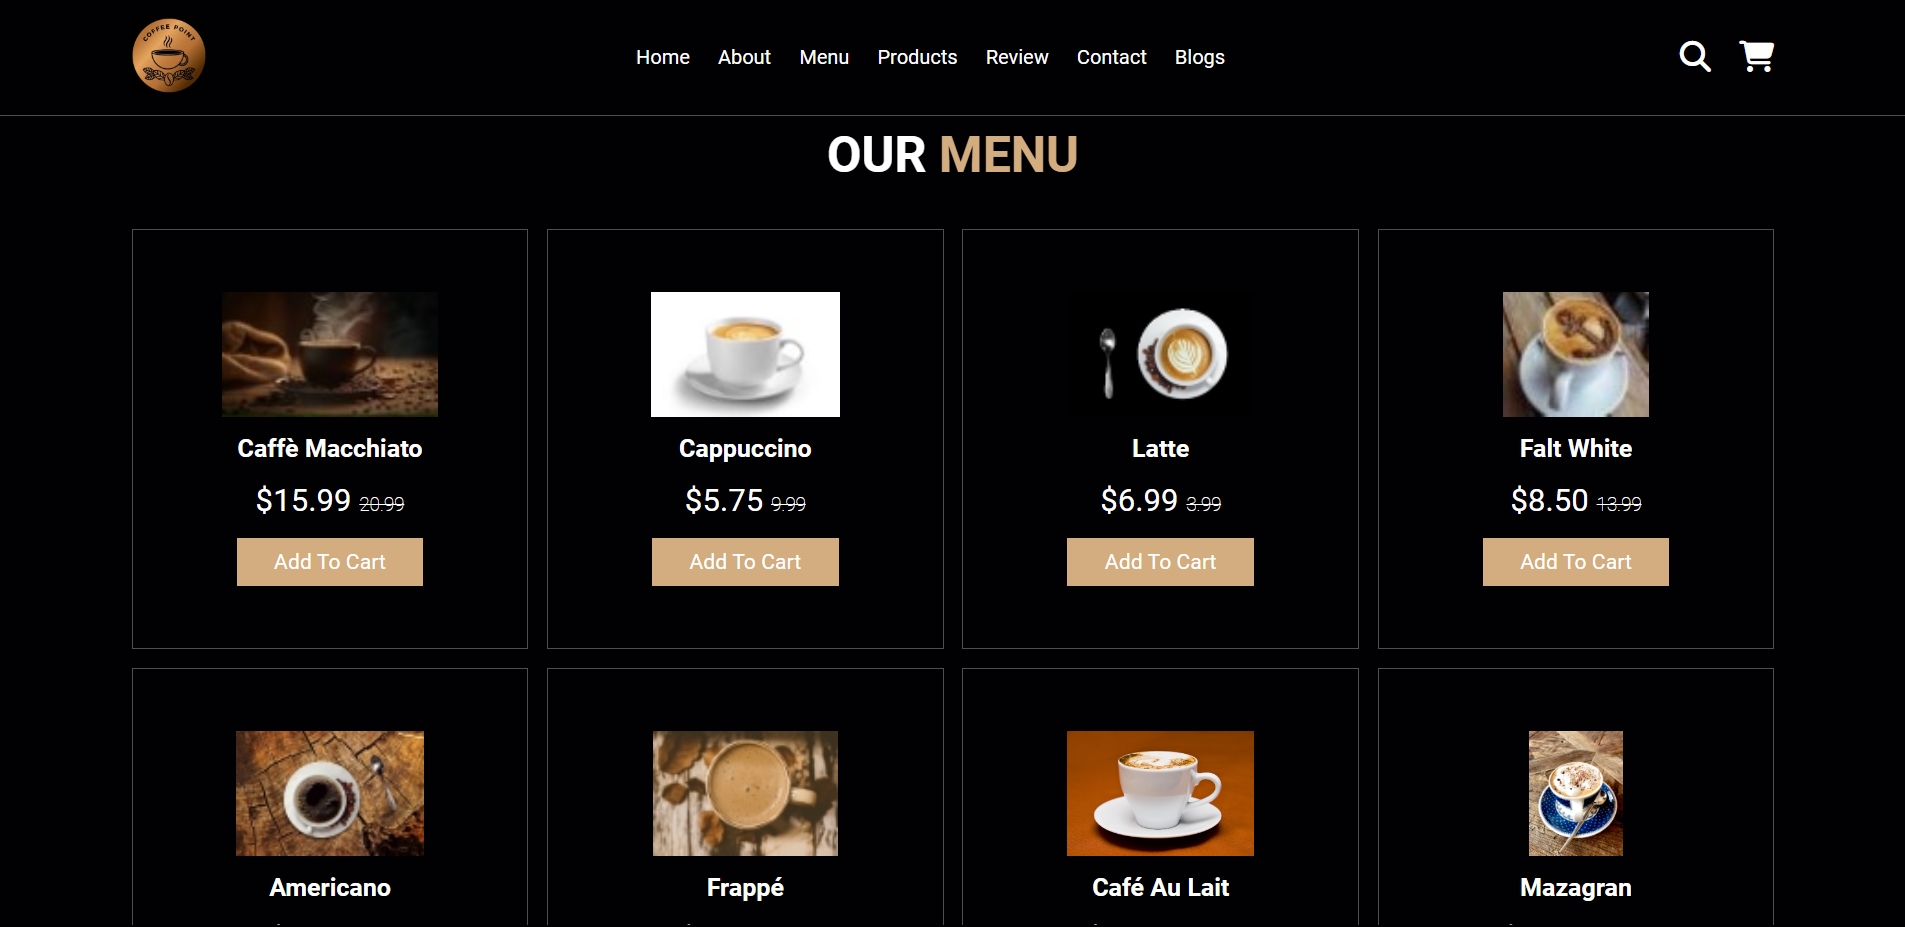 COFFEE POINT
Home About Menu Products Review Contact Blogs
OUR MENU
Caffè Macchiato Cappuccino Latte Falt White
$15.99 20.99 $5.75 9.99 $6.99 3.99 $8.50 13.99
Add To Cart Add To Cart Add To Cart Add To Cart
Americano Frappé Café Au Lait Mazagran